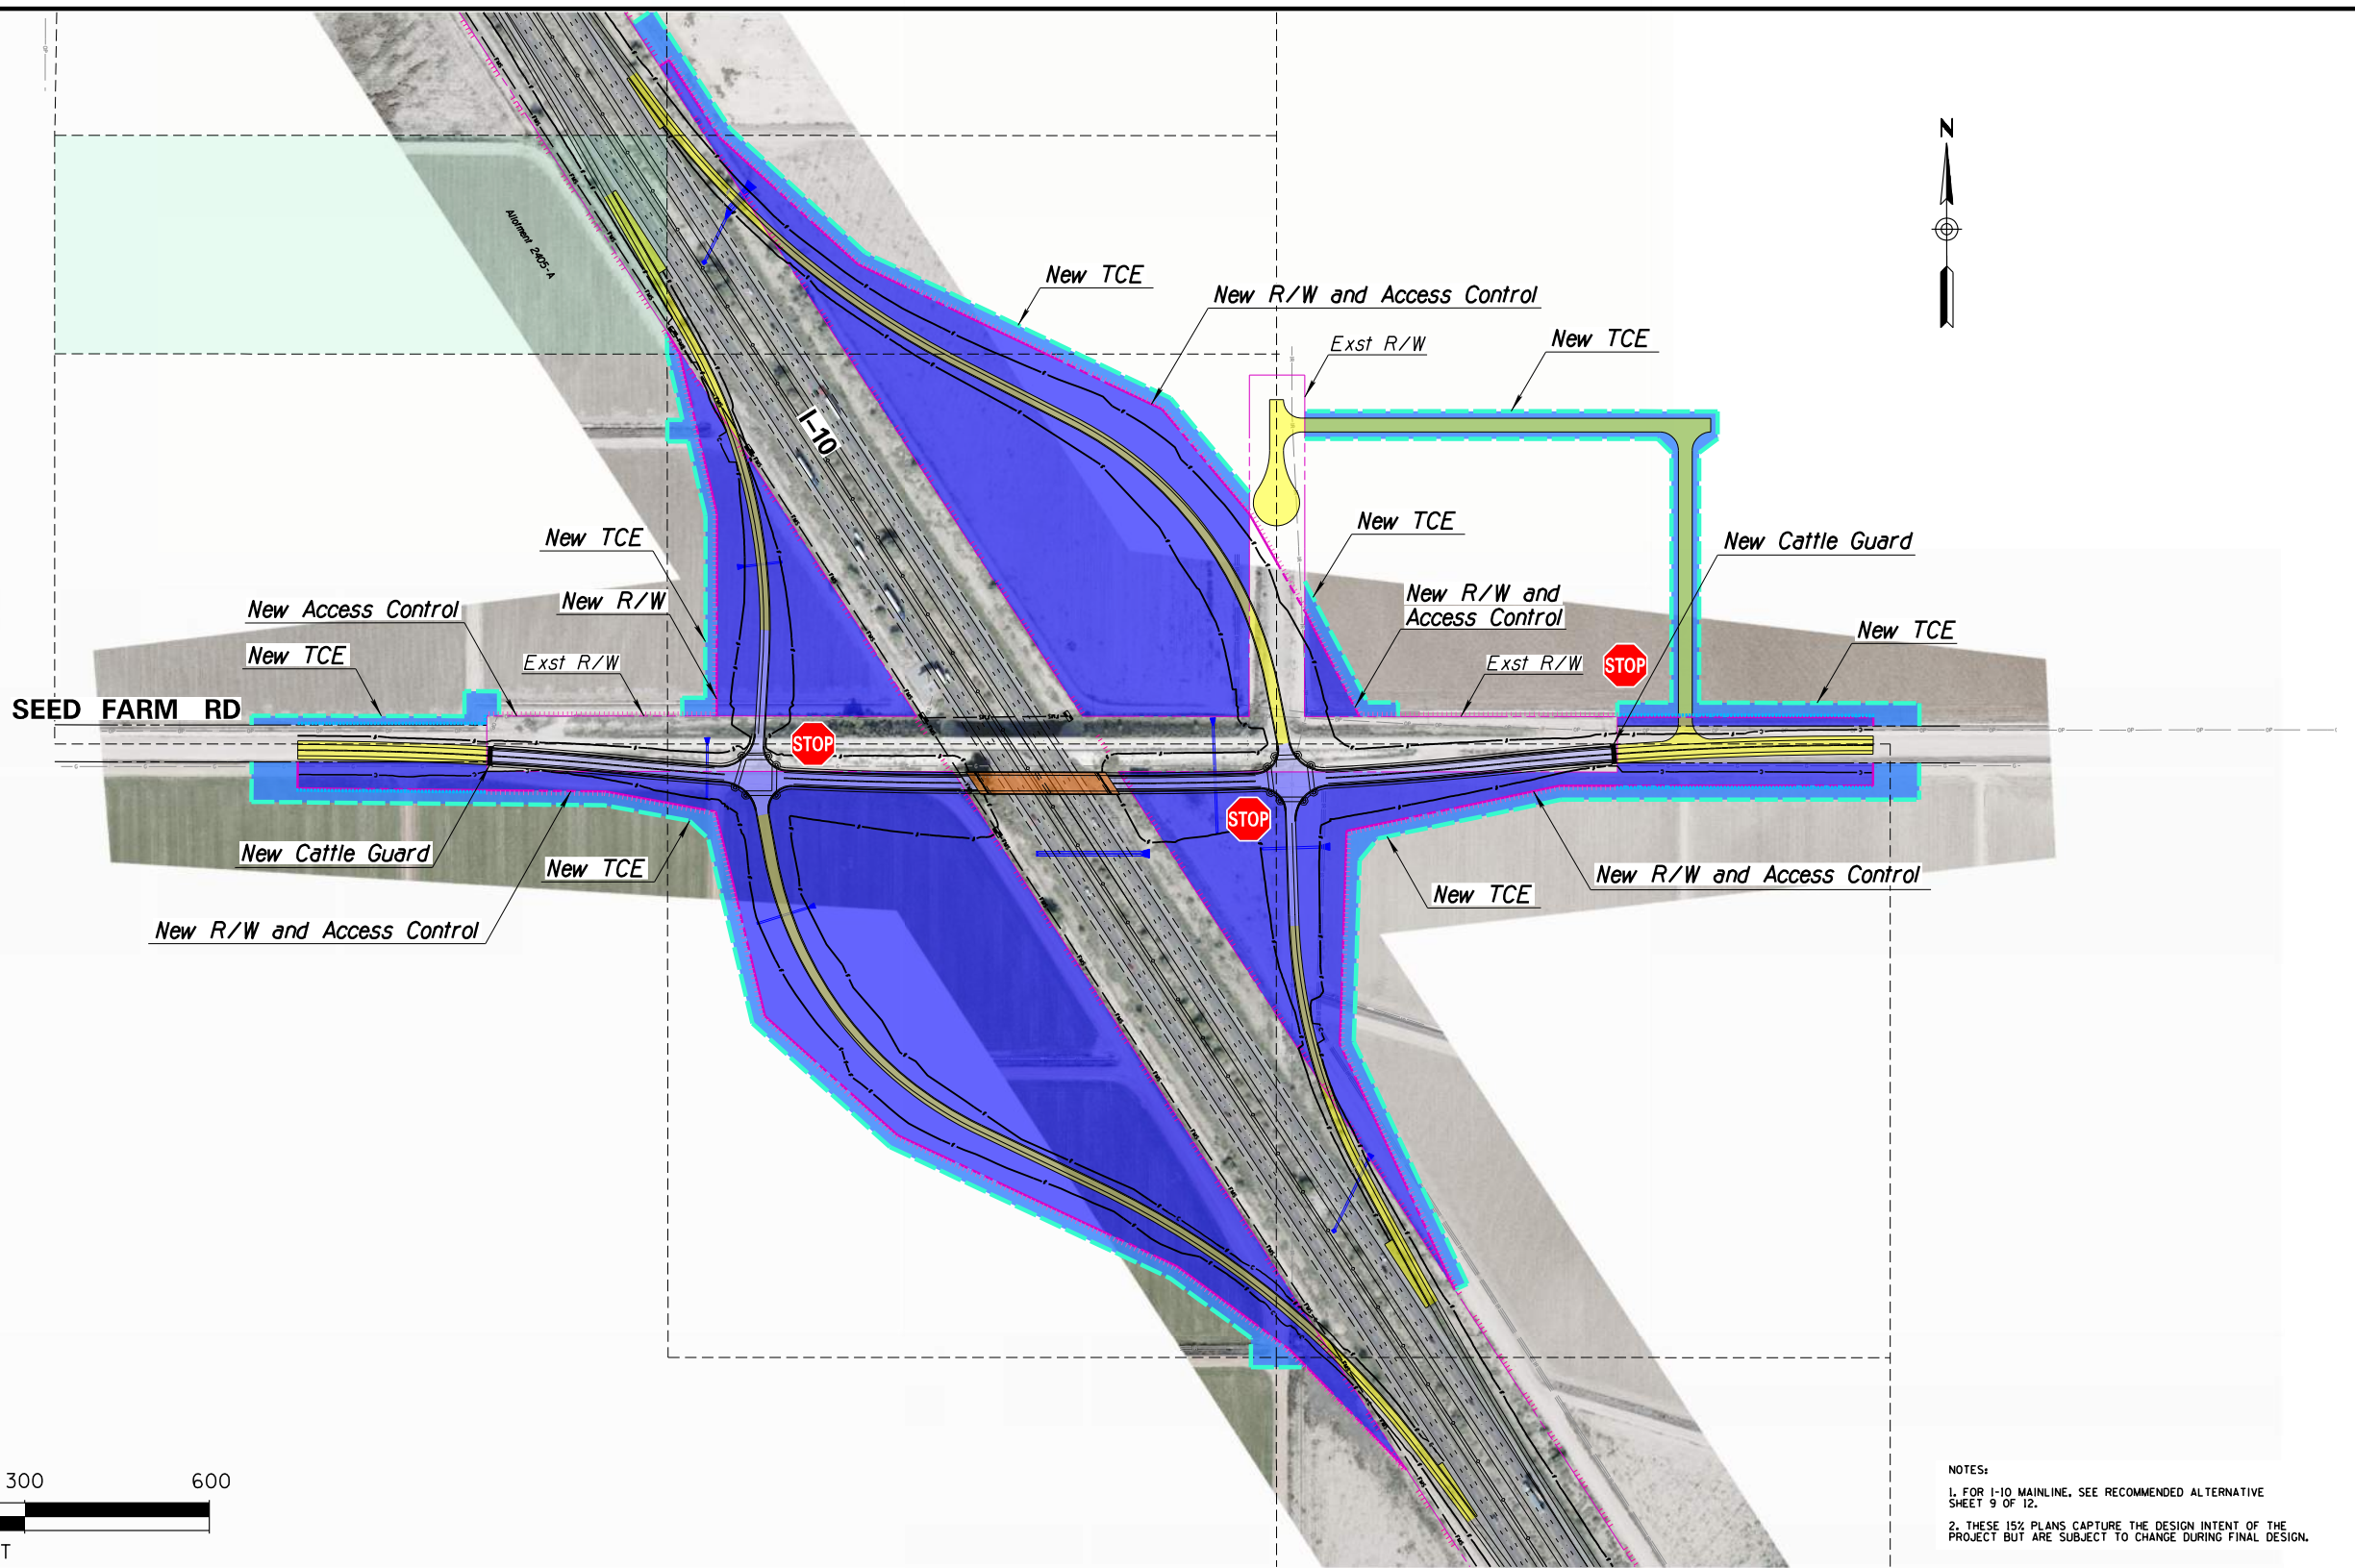 N
Allotment 2405-A
New TCE
New R/W and Access Control
Exst R/W
New TCE
I-10
New TCE
New TCE
New Cattle Guard
New R/W
New R/W and
Access Control
New Access Control
New TCE
Exst R/W
Exst R/W
STOP
New TCE
SEED FARM RD
STOP
STOP
New Cattle Guard
New TCE
New R/W and Access Control
New TCE
New R/W and Access Control
300 600
T
NOTES:
1. FOR I-10 MAINLINE, SEE RECOMMENDED ALTERNATIVE
SHEET 9 OF 12.
2. THESE 15% PLANS CAPTURE THE DESIGN INTENT OF THE
PROJECT BUT ARE SUBJECT TO CHANGE DURING FINAL DESIGN.